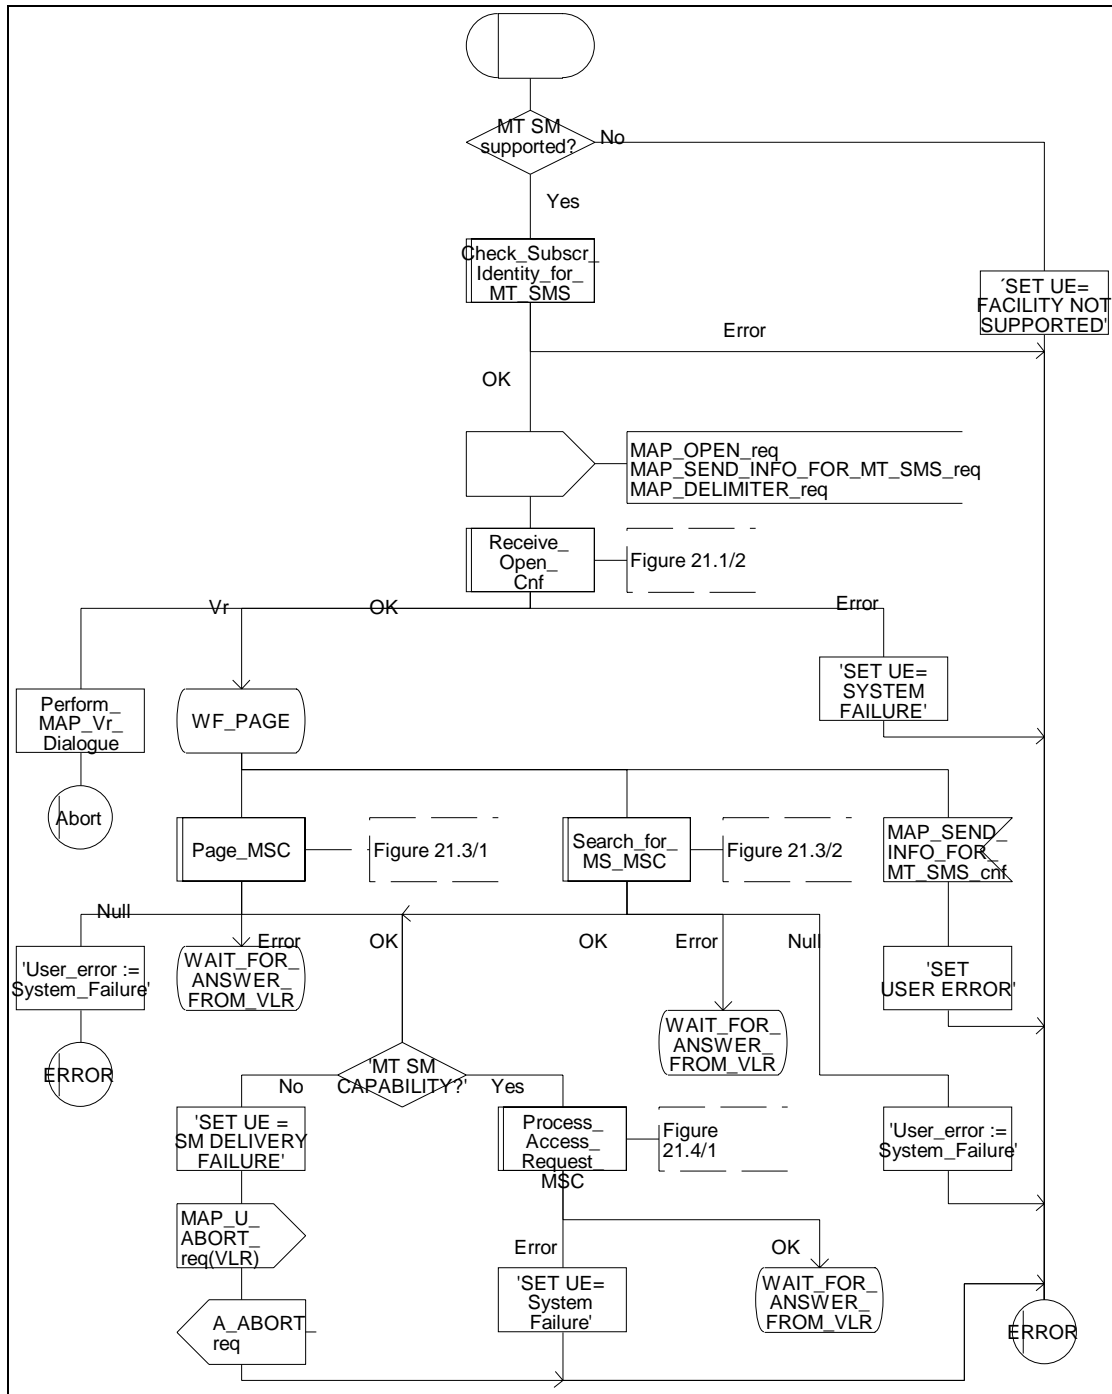 MT SM
supported?
No
Yes
Check_Subscr_
Identity_for_
MT_SMS
´SET UE=
FACILITY NOT
SUPPORTED'
Error
OK
MAP_OPEN_req
MAP_SEND_INFO_FOR_MT_SMS_req
MAP_DELIMITER_req
Receive_
Open_
Cnf
Figure 21.1/2
Vr
OK
Error
Perform_
MAP_Vr_
Dialogue
WF_PAGE
'SET UE=
SYSTEM
FAILURE'
Abort
Page_MSC
Figure 21.3/1
Search_for_
MS_MSC
Figure 21.3/2
MAP_SEND_
INFO_FOR_
MT_SMS_cnf
Null
Error
OK
OK
Error
Null
'User_error :=
System_Failure'
WAIT_FOR_
ANSWER_
FROM_VLR
'SET
USER ERROR'
WAIT_FOR_
ANSWER_
FROM_VLR
ERROR
'MT SM
CAPABILITY?'
No
Yes
'SET UE =
SM DELIVERY
FAILURE'
Process_
Access_
Request_
MSC
Figure
21.4/1
'User_error :=
System_Failure'
MAP_U_
ABORT_
req(VLR)
Error
OK
'SET UE=
System
Failure'
WAIT_FOR_
ANSWER_
FROM_VLR
A_ABORT_
req
ERROR